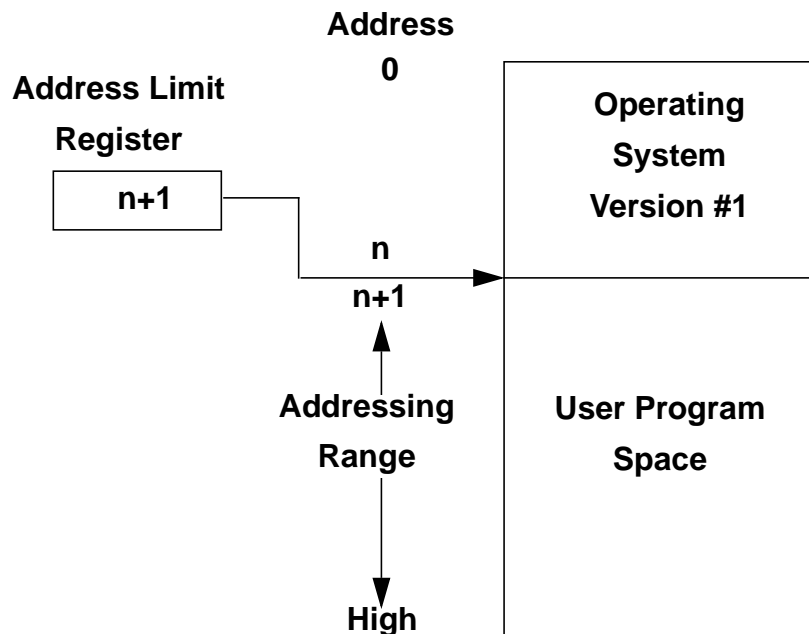 Address
0
Address Limit
Register
n+1
Operating
System
Version #1
n
n+1
Addressing
Range
User Program
Space
High